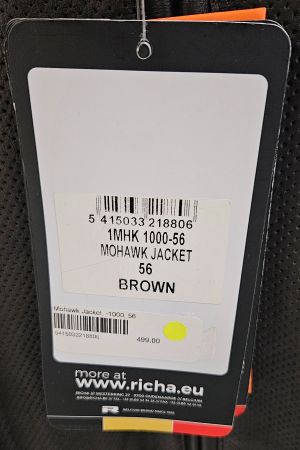 5 415033 218806
1MHK 1000-56
MOHAWK JACKET
56
BROWN
Mohawk Jacket, -1000, 56
5415033218806
499.00
more at
www.richa.eu
R